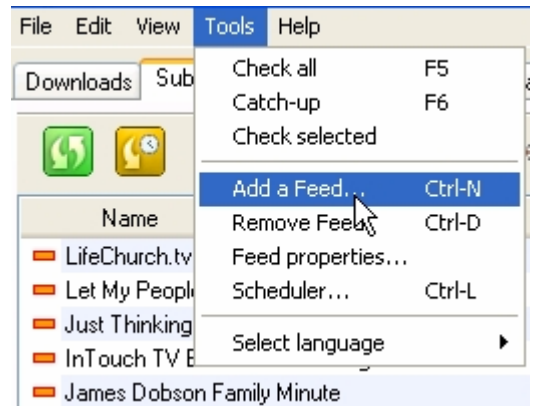 File Edit View Tools Help
Downloads Sub
Check all F5
Catch-up F6
Check selected
Add a Feed... Ctrl-N
Remove Feed Ctrl-D
Feed properties...
Scheduler... Ctrl-L
Select language
Name
LifeChurch.tv
Let My People
Just Thinking
InTouch TV
James Dobson Family Minute